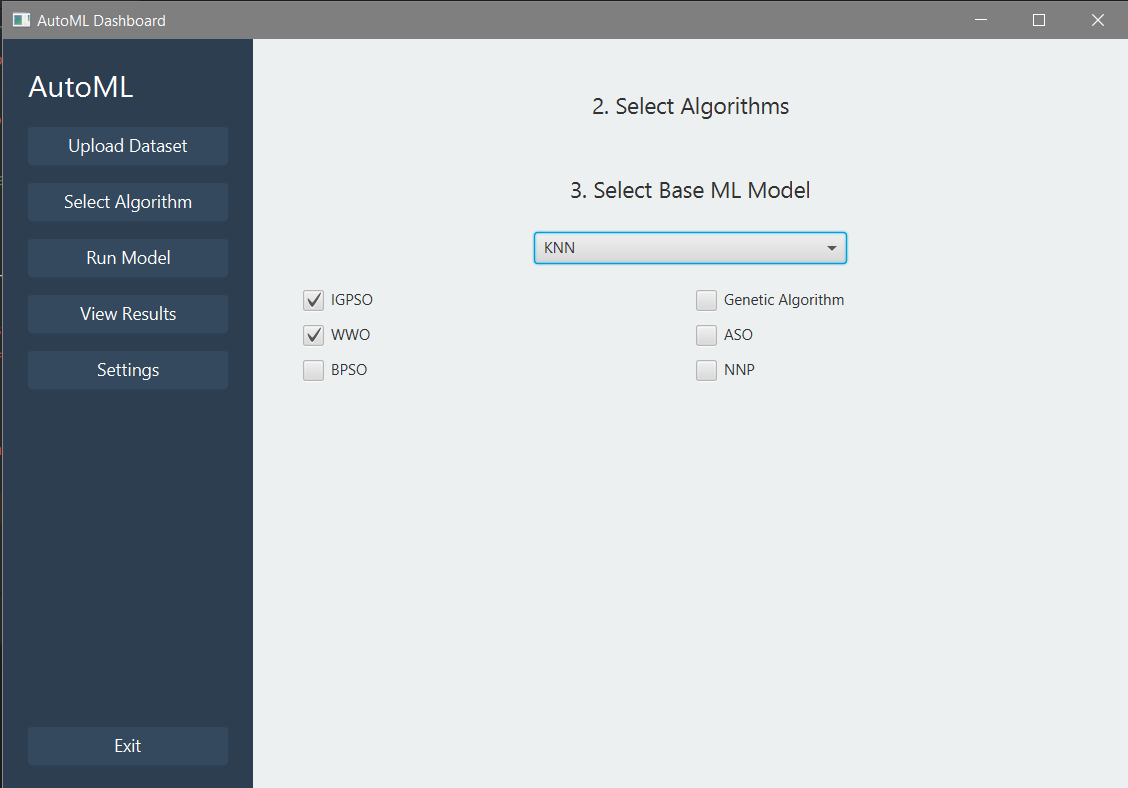 AutoML Dashboard
AutoML
Upload Dataset
Select Algorithm
Run Model
View Results
Settings
Exit
2. Select Algorithms
3. Select Base ML Model
KNN
IGPSO
Genetic Algorithm
WWO
ASO
BPSO
NNP